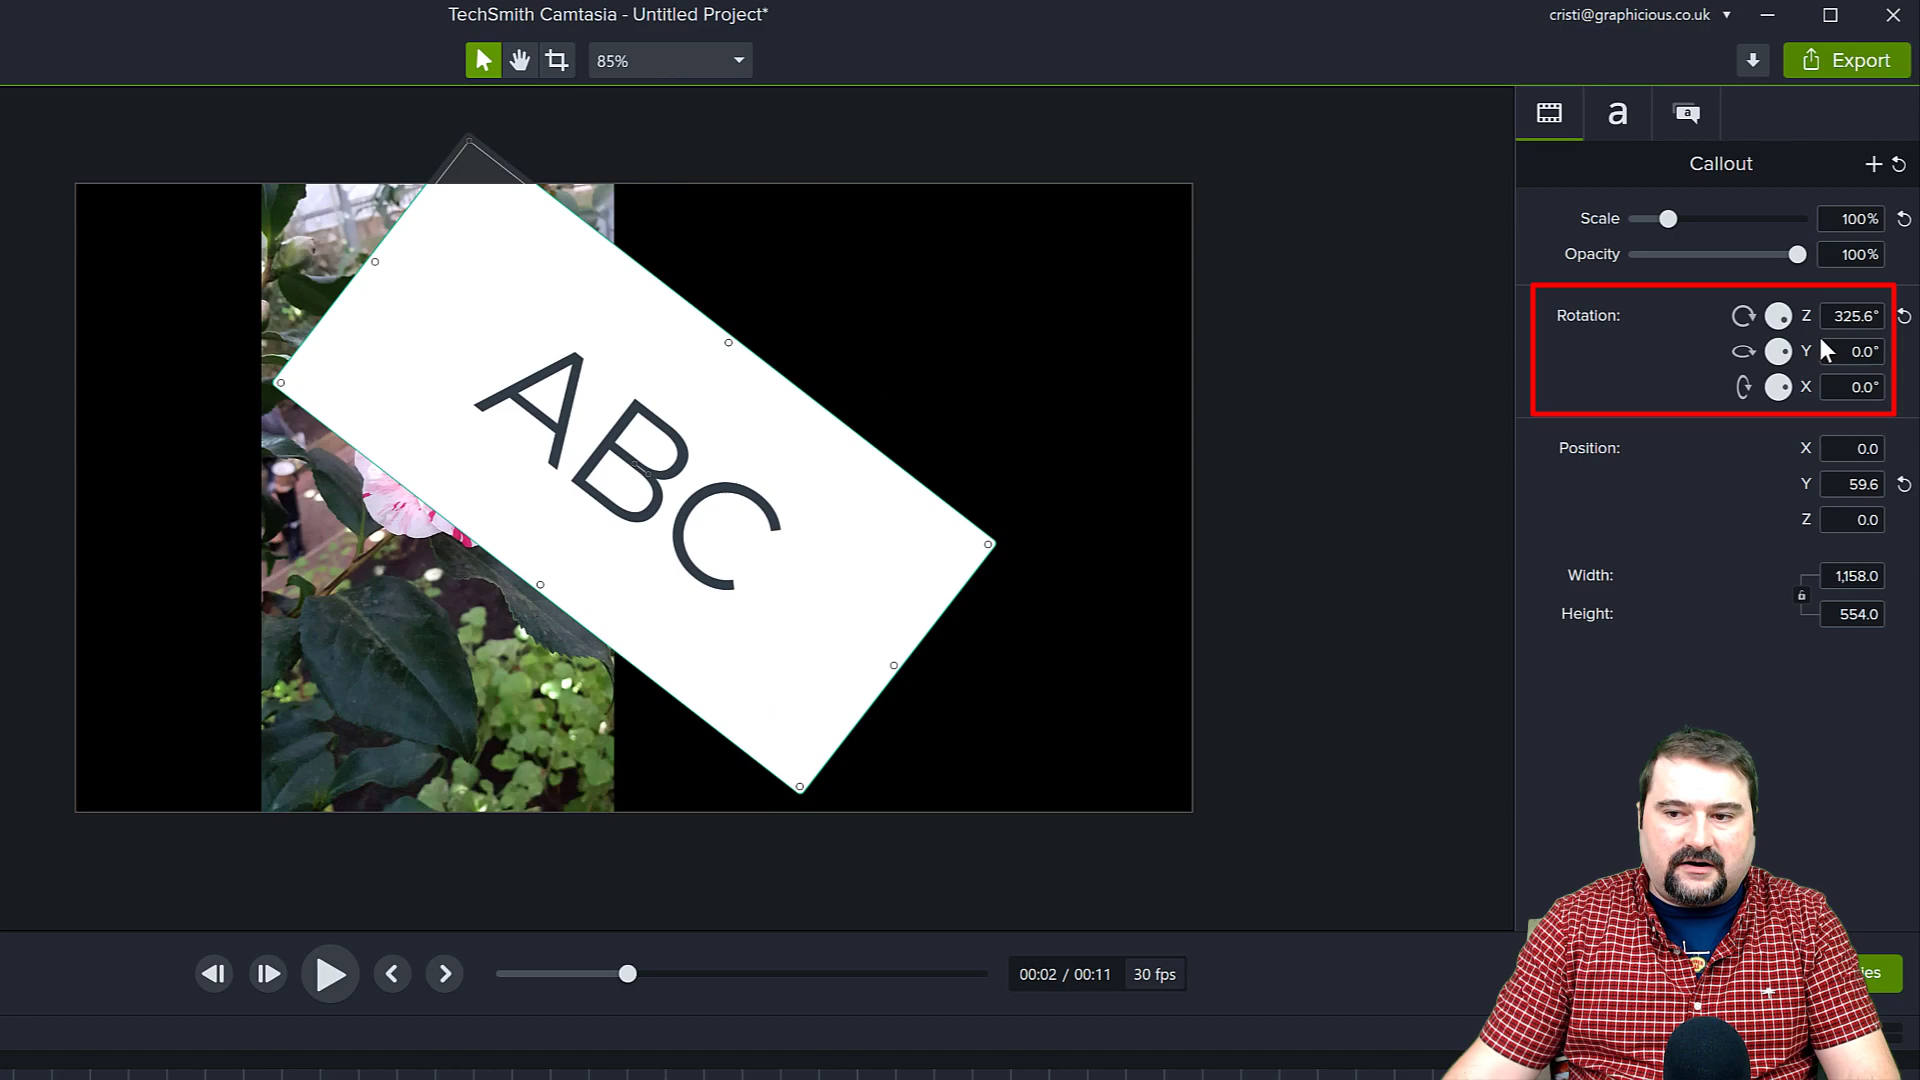 TechSmith Camtasia - Untitled Project*
cristi@graphicious.co.uk
85%
Export
a
a
Callout
Scale 100%
Opacity 100%
Rotation: Z 325.6°
Y 0.0°
X 0.0°
Position: X 0.0
Y 59.6
Z 0.0
Width: 1,158.0
Height: 554.0
ABC
00:02 / 00:11 30 fps